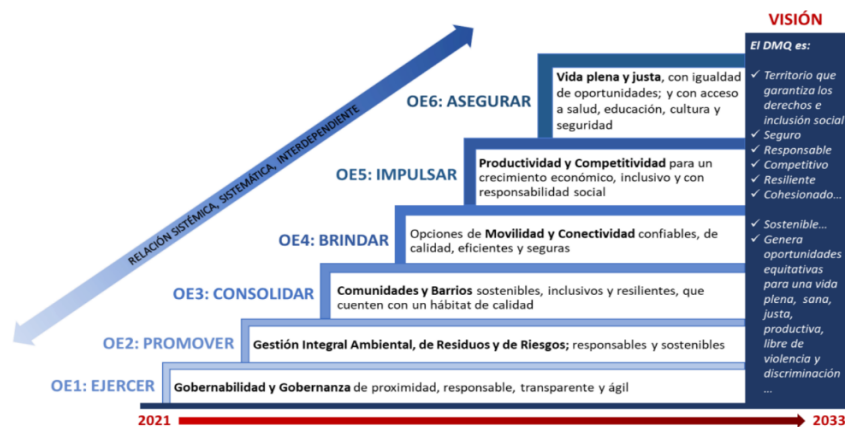 VISIÓN
El DMQ es:
✓ Territorio que
garantiza los
derechos e
inclusión social
✓ Seguro
✓ Responsable
✓ Competitivo
✓ Resiliente
✓ Cohesionado...
✓ Sostenible...
✓ Genera
oportunidades
equitativas
para una vida
plena, sana,
justa,
productiva,
libre de
violencia y
discriminación
...
RELACIÓN SISTÉMICA, SISTEMÁTICA, INTERDEPENDIENTE
OE6: ASEGURAR
Vida plena y justa, con igualdad
de oportunidades; y con acceso
a salud, educación, cultura y
seguridad
OE5: IMPULSAR
Productividad y Competitividad para un
crecimiento económico, inclusivo y con
responsabilidad social
OE4: BRINDAR
Opciones de Movilidad y Conectividad confiables, de
calidad, eficientes y seguras
OE3: CONSOLIDAR
Comunidades y Barrios sostenibles, inclusivos y resilientes, que
cuenten con un hábitat de calidad
OE2: PROMOVER
Gestión Integral Ambiental, de Residuos y de Riesgos; responsables y sostenibles
OE1: EJERCER
Gobernabilidad y Gobernanza de proximidad, responsable, transparente y ágil
2021
2033